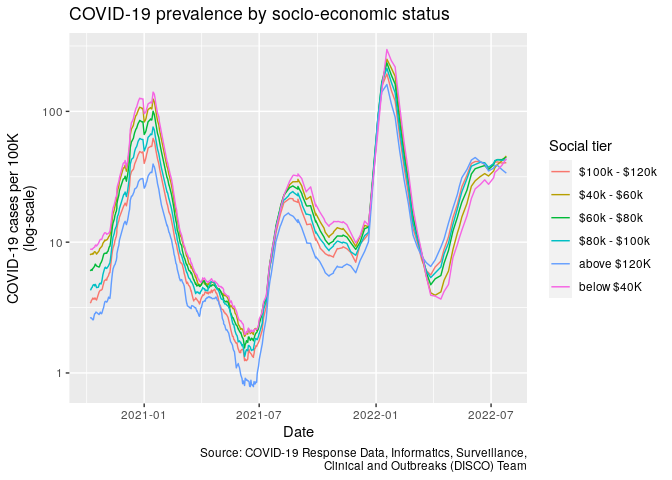 COVID-19 prevalence by socio-economic status
COVID-19 cases per 100K
(log-scale)
100
10
1
2021-01
2021-07
2022-01
2022-07
Date
Social tier
$100k - $120k
$40k - $60k
$60k - $80k
$80k - $100k
above $120K
below $40K
Source: COVID-19 Response Data, Informatics, Surveillance,
Clinical and Outbreaks (DISCO) Team